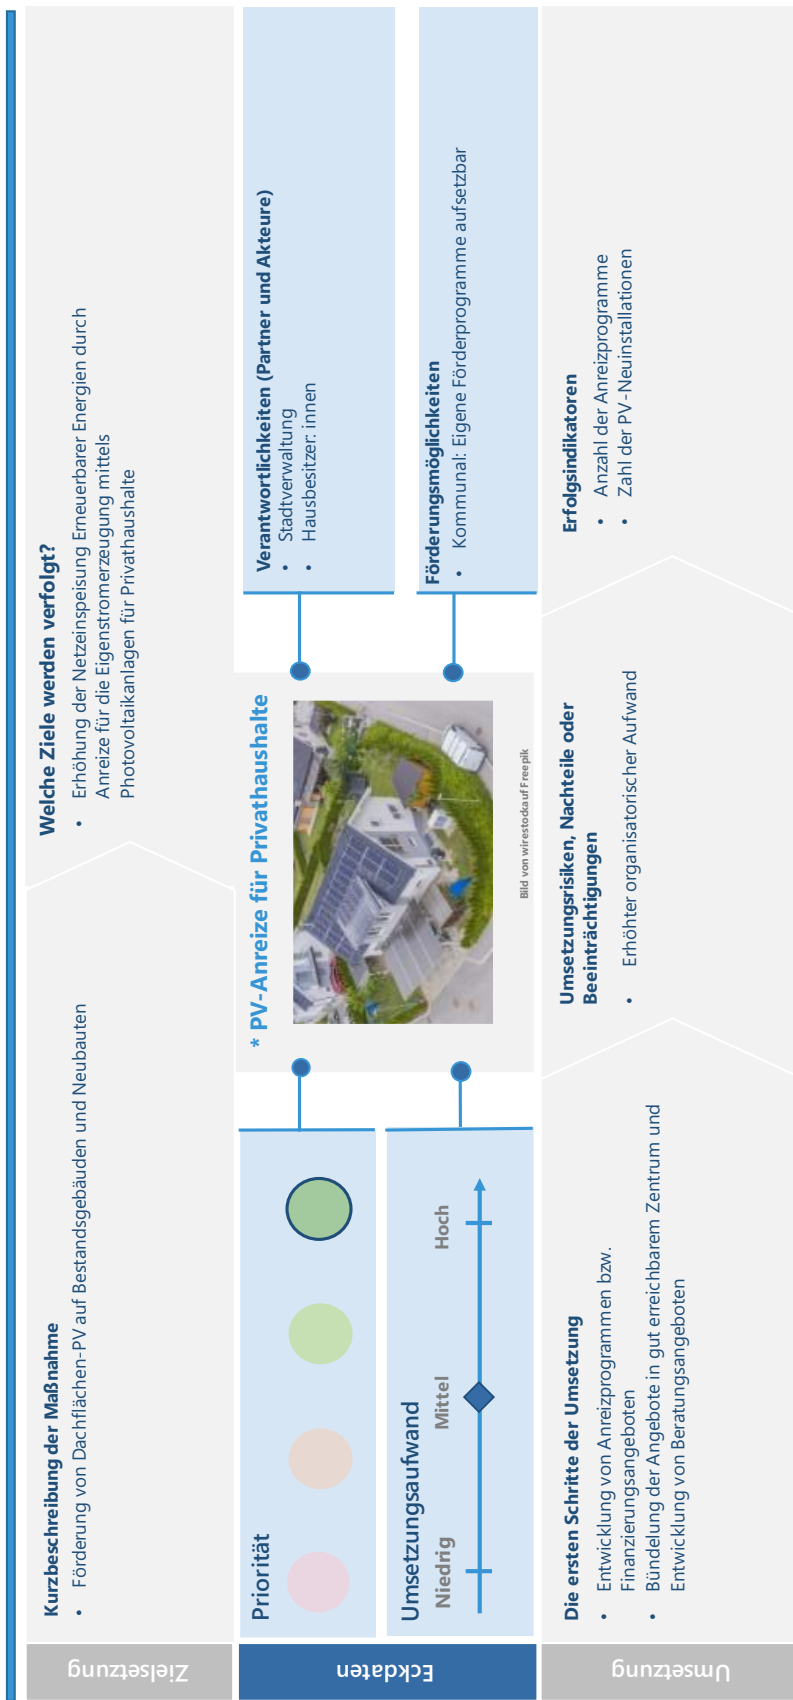 Zielsetzung
Kurzbeschreibung der Maßnahme
• Förderung von Dachflächen-PV auf Bestandsgebäuden und Neubauten
Welche Ziele werden verfolgt?
• Erhöhung der Netzeinspeisung Erneuerbarer Energien durch
Anreize für die Eigenstromerzeugung mittels
Photovoltaikanlagen für Privathaushalte
Eckdaten
Priorität
Umsetzungsaufwand
Niedrig Mittel Hoch
* PV-Anreize für Privathaushalte
Bild von wirestockauf Freepik
Verantwortlichkeiten (Partner und Akteure)
• Stadtverwaltung
• Hausbesitzer: innen
Förderungsmöglichkeiten
• Kommunal: Eigene Förderprogramme aufsetzbar
Umsetzung
Die ersten Schritte der Umsetzung
• Entwicklung von Anreizprogrammen bzw.
Finanzierungsangeboten
• Bündelung der Angebote in gut erreichbarem Zentrum und
Entwicklung von Beratungsangeboten
Umsetzungsrisiken, Nachteile oder
Beeinträchtigungen
• Erhöhter organisatorischer Aufwand
Erfolgsindikatoren
• Anzahl der Anreizprogramme
• Zahl der PV-Neuinstallationen